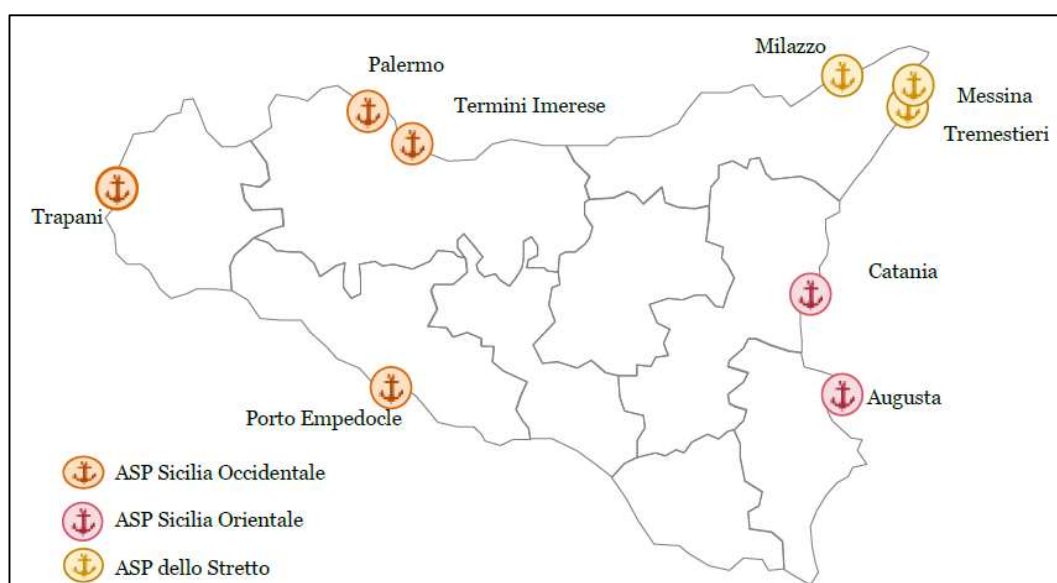 Milazzo
Palermo
Termini Imerese
Messina
Tremestieri
Trapani
Catania
Augusta
Porto Empedocle
ASP Sicilia Occidentale
ASP Sicilia Orientale
ASP dello Stretto